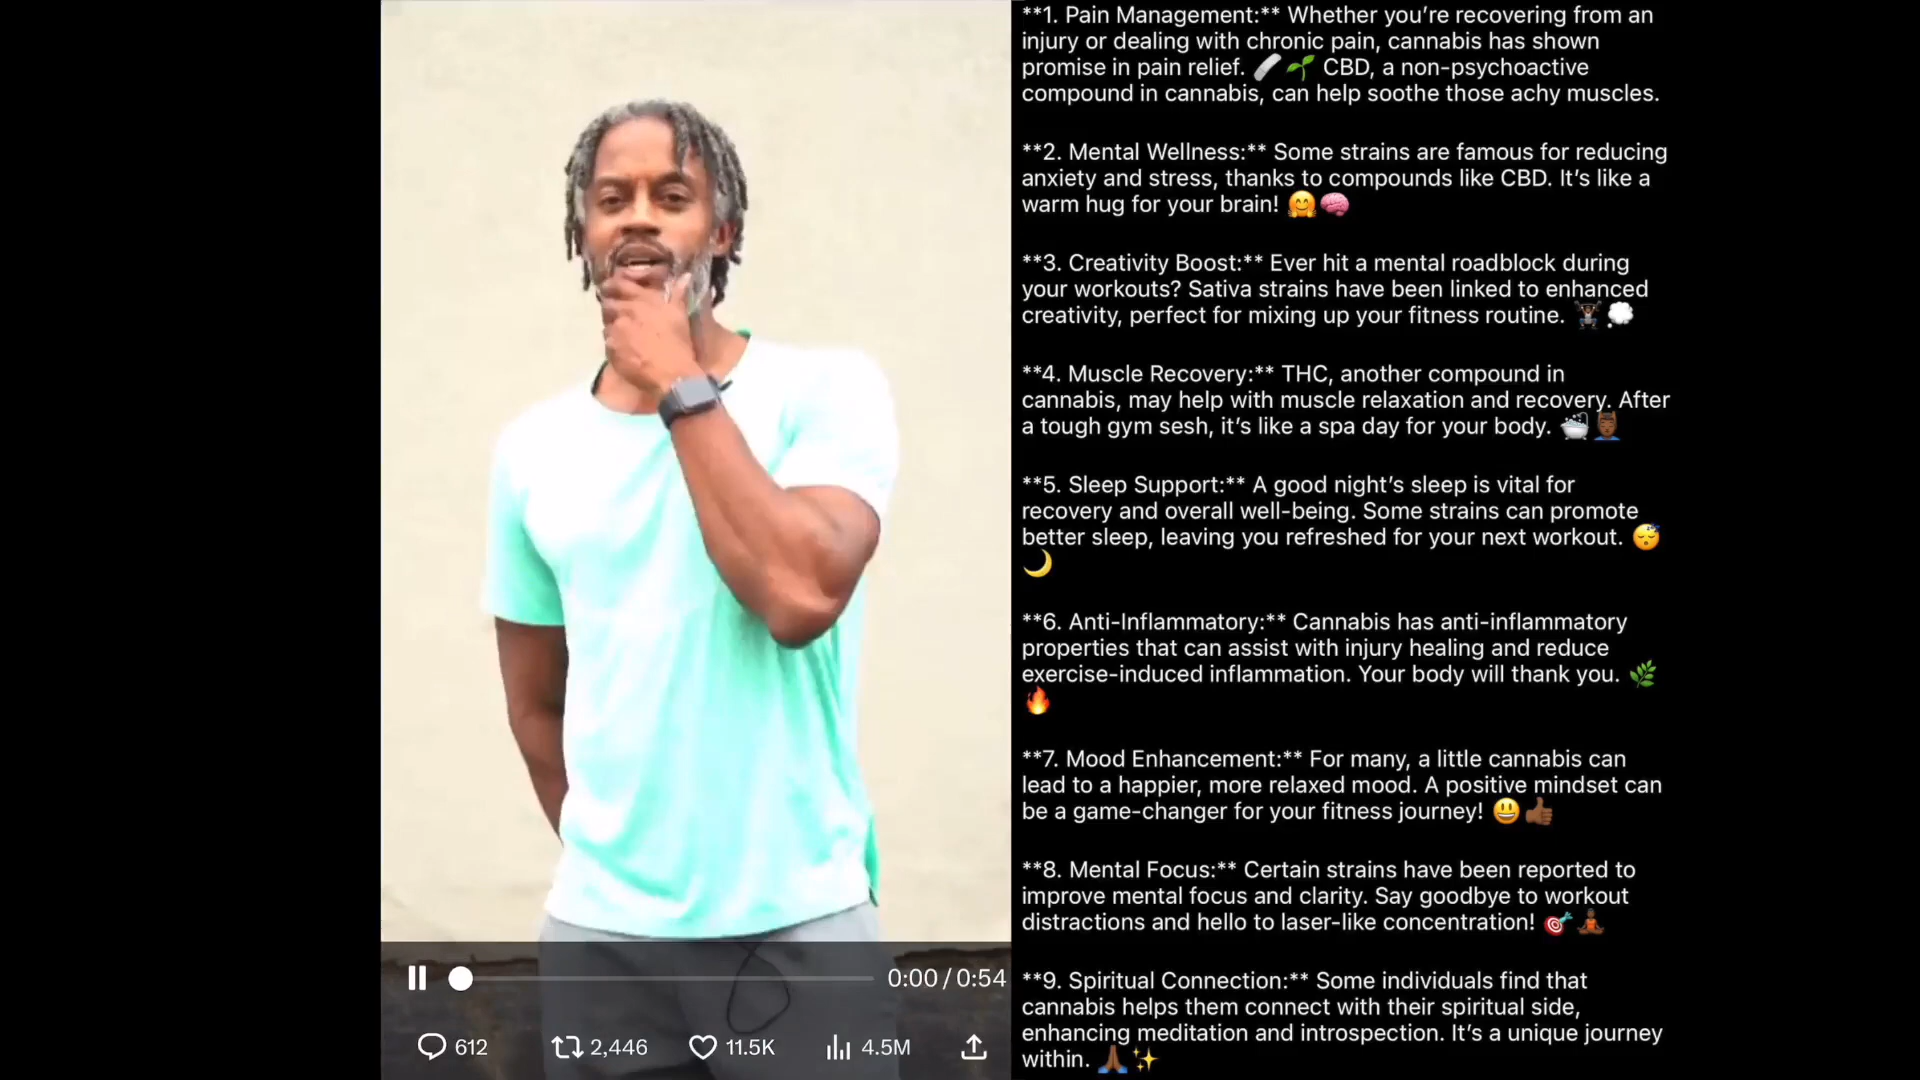 **1. Pain Management:** Whether you’re recovering from an
injury or dealing with chronic pain, cannabis has shown
promise in pain relief. 🩹🌱 CBD, a non-psychoactive
compound in cannabis, can help soothe those achy muscles.
**2. Mental Wellness:** Some strains are famous for reducing
anxiety and stress, thanks to compounds like CBD. It’s like a
warm hug for your brain! 🤗🧠
**3. Creativity Boost:** Ever hit a mental roadblock during
your workouts? Sativa strains have been linked to enhanced
creativity, perfect for mixing up your fitness routine. 🏋🏾‍♂️💭
**4. Muscle Recovery:** THC, another compound in
cannabis, may help with muscle relaxation and recovery. After
a tough gym sesh, it’s like a spa day for your body. 🛀💆🏾‍♂️
**5. Sleep Support:** A good night’s sleep is vital for
recovery and overall well-being. Some strains can promote
better sleep, leaving you refreshed for your next workout. 😴
🌙
**6. Anti-Inflammatory:** Cannabis has anti-inflammatory
properties that can assist with injury healing and reduce
exercise-induced inflammation. Your body will thank you. 🌿
🔥
**7. Mood Enhancement:** For many, a little cannabis can
lead to a happier, more relaxed mood. A positive mindset can
be a game-changer for your fitness journey! 😃👍🏾
**8. Mental Focus:** Certain strains have been reported to
improve mental focus and clarity. Say goodbye to workout
distractions and hello to laser-like concentration! 🎯🧘🏾‍♂️
**9. Spiritual Connection:** Some individuals find that
cannabis helps them connect with their spiritual side,
enhancing meditation and introspection. It’s a unique journey
within. 🙏🏾✨
0:00 / 0:54
612 2,446 11.5K 4.5M